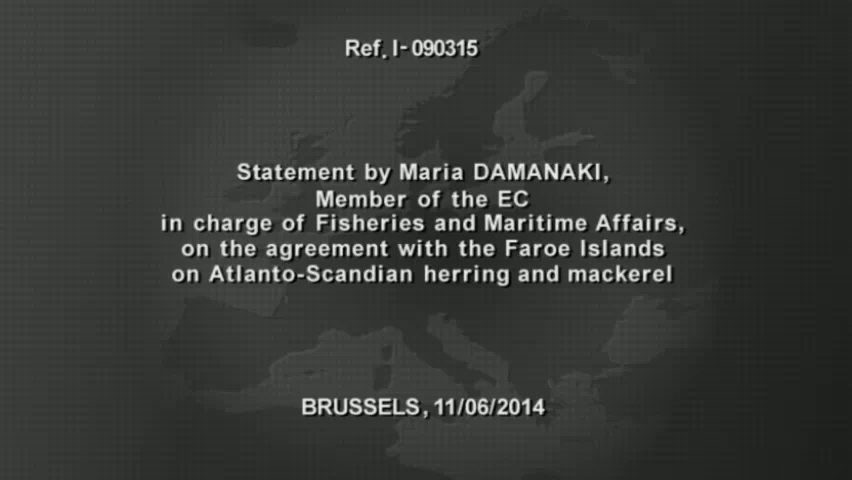 Ref. I-090315
Statement by Maria DAMANAKI,
Member of the EC
in charge of Fisheries and Maritime Affairs,
on the agreement with the Faroe Islands
on Atlanto-Scandian herring and mackerel
BRUSSELS, 11/06/2014